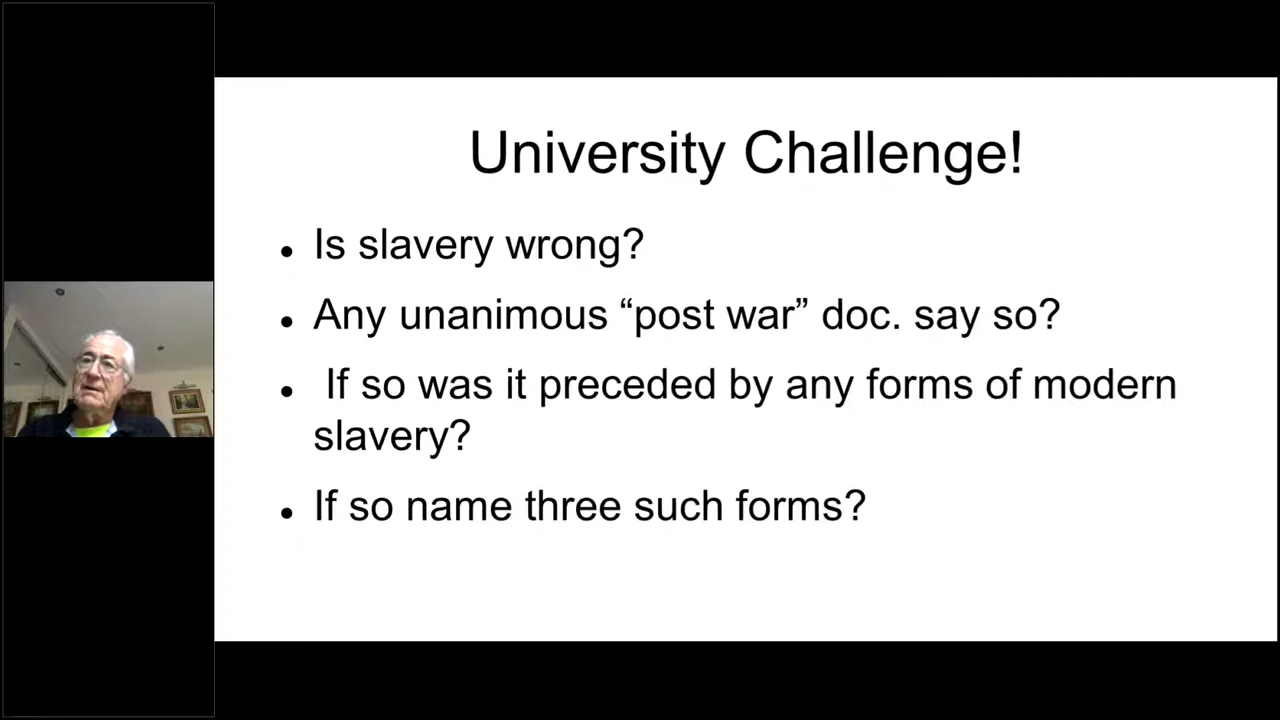 University Challenge!
• Is slavery wrong?
• Any unanimous “post war” doc. say so?
• If so was it preceded by any forms of modern
slavery?
• If so name three such forms?